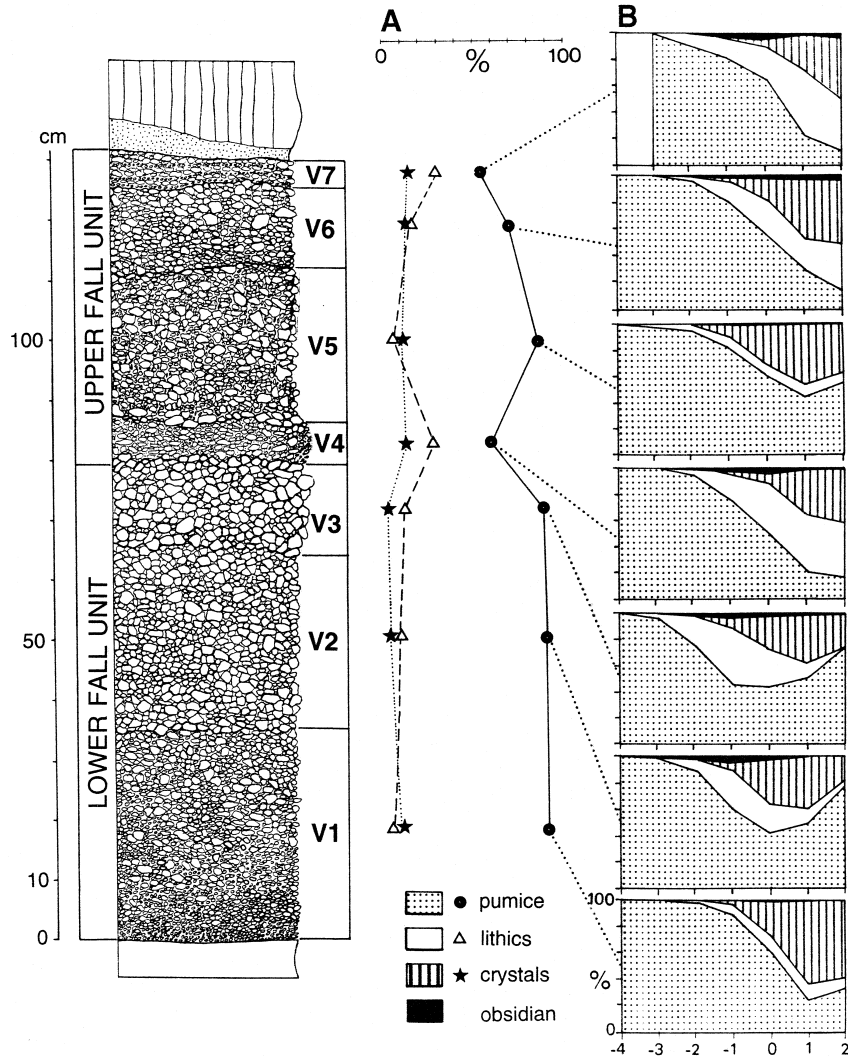 A
B
0
100
%
cm
UPPER FALL UNIT
LOWER FALL UNIT
100
50
10
0
V7
V6
V5
V4
V3
V2
V1
pumice
lithics
crystals
obsidian
100
%
0
-4 -3 -2 -1 0 1 2